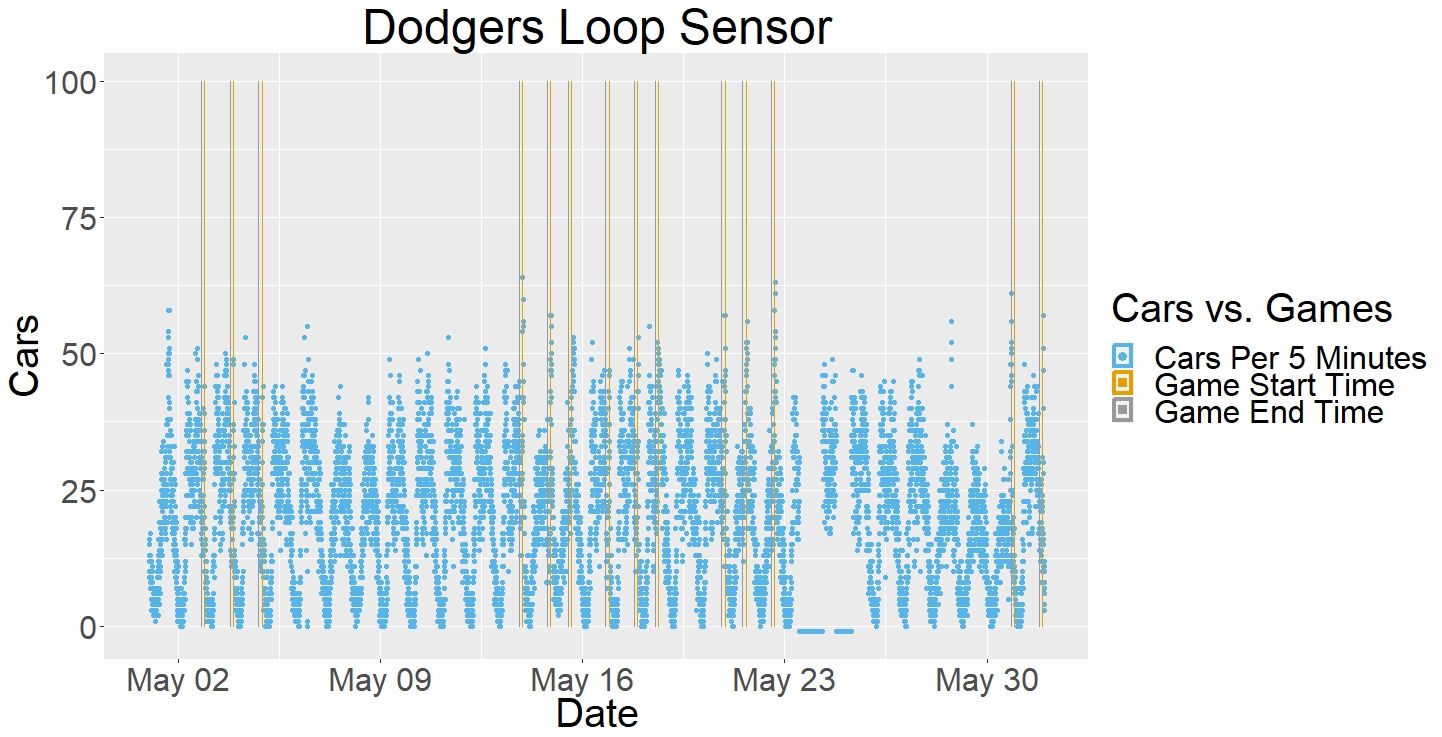 Dodgers Loop Sensor
100
75
50
25
0
Cars
May 02
May 09
May 16
May 23
May 30
Date
Cars vs. Games
Cars Per 5 Minutes
Game Start Time
Game End Time